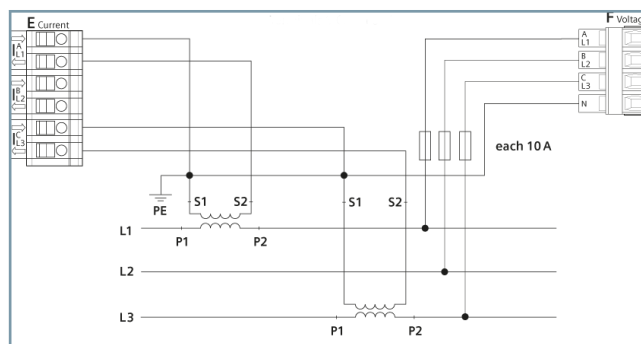 E Current
F Voltag
I A L1
I B L2
I C L3
A L1
B L2
C L3
N
each 10 A
PE
S1 S2
S1 S2
L1 P1 P2
L2
L3 P1 P2